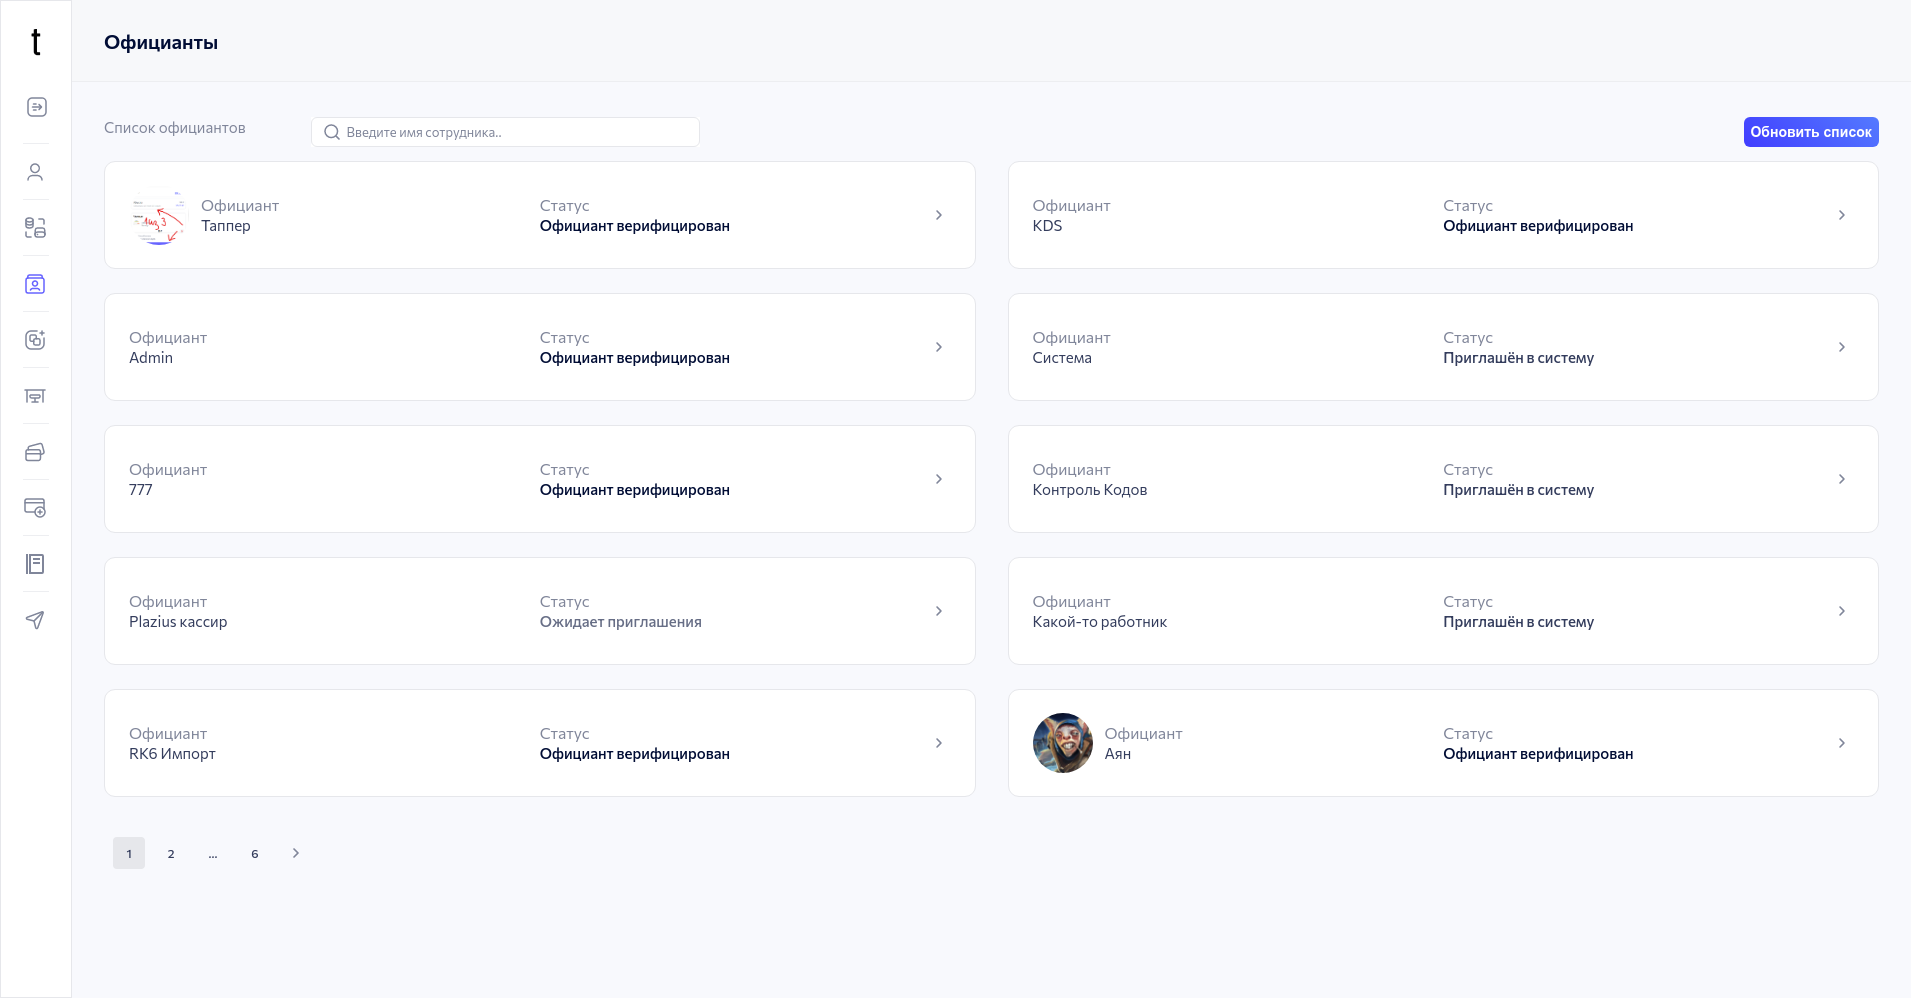 t
Официанты
Список официантов
Введите имя сотрудника..
Обновить список
Официант
Таппер
Статус
Официант верифицирован
Официант
KDS
Статус
Официант верифицирован
Официант
Admin
Статус
Официант верифицирован
Официант
Система
Статус
Приглашён в систему
Официант
777
Статус
Официант верифицирован
Официант
Контроль Кодов
Статус
Приглашён в систему
Официант
Plazius кассир
Статус
Ожидает приглашения
Официант
Какой-то работник
Статус
Приглашён в систему
Официант
RK6 Импорт
Статус
Официант верифицирован
Официант
Аян
Статус
Официант верифицирован
1 2 ... 6